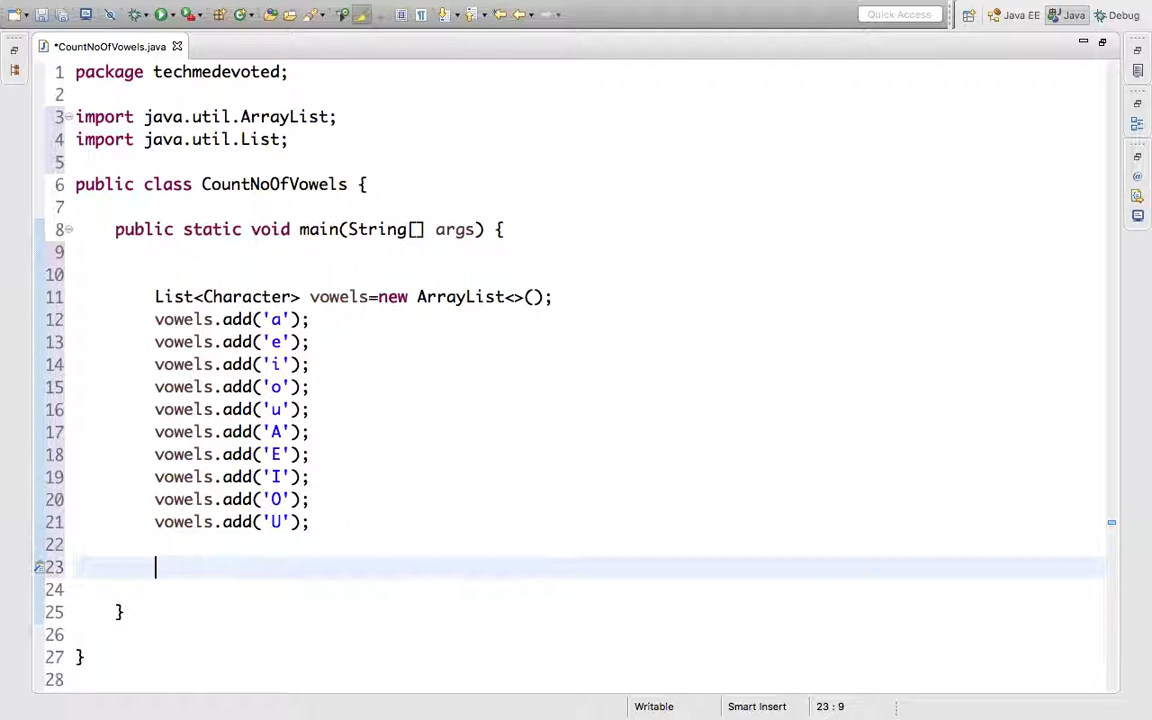 Quick Access
Java EE
Java
Debug
*CountNoOfVowels.java
1 package techmedevoted;
2
3 import java.util.ArrayList;
4 import java.util.List;
5
6 public class CountNoOfVowels {
7
8 public static void main(String[] args) {
9
10
11 List<Character> vowels=new ArrayList<>();
12 vowels.add('a');
13 vowels.add('e');
14 vowels.add('i');
15 vowels.add('o');
16 vowels.add('u');
17 vowels.add('A');
18 vowels.add('E');
19 vowels.add('I');
20 vowels.add('O');
21 vowels.add('U');
22
23
24
25 }
26
27 }
28
Writable
Smart Insert
23 : 9